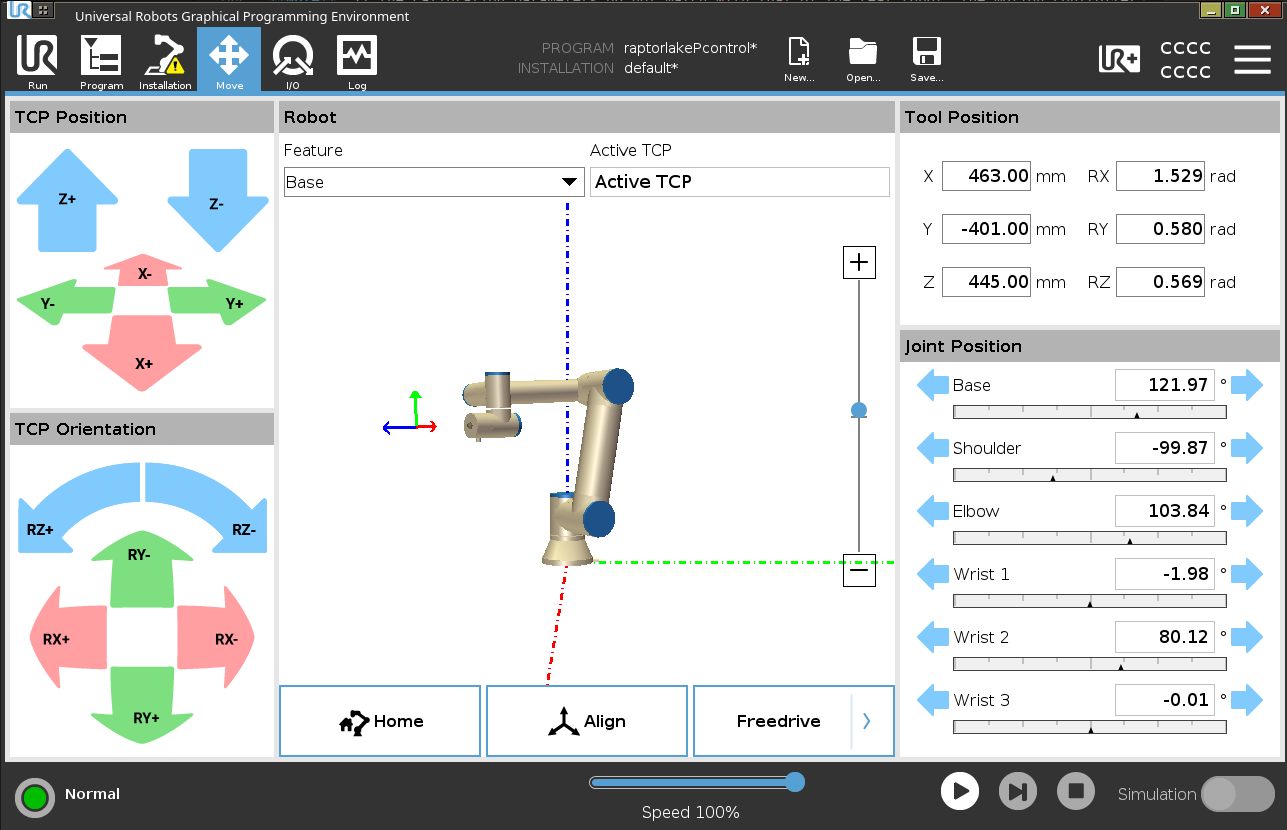 UR
Universal Robots Graphical Programming Environment
UR
Run
Program
Installation
Move
I/O
Log
PROGRAM raptorlakePcontrol*
INSTALLATION default*
New...
Open...
Save...
UR+
CCCC
CCCC
TCP Position
Z+
Z-
X-
Y-
Y+
X+
TCP Orientation
RZ+
RZ-
RY-
RX+
RX-
RY+
Robot
Feature
Active TCP
Base
Active TCP
+
−
Home
Align
Freedrive
Tool Position
X 463.00 mm RX 1.529 rad
Y -401.00 mm RY 0.580 rad
Z 445.00 mm RZ 0.569 rad
Joint Position
Base 121.97 °
Shoulder -99.87 °
Elbow 103.84 °
Wrist 1 -1.98 °
Wrist 2 80.12 °
Wrist 3 -0.01 °
Normal
Speed 100%
Simulation